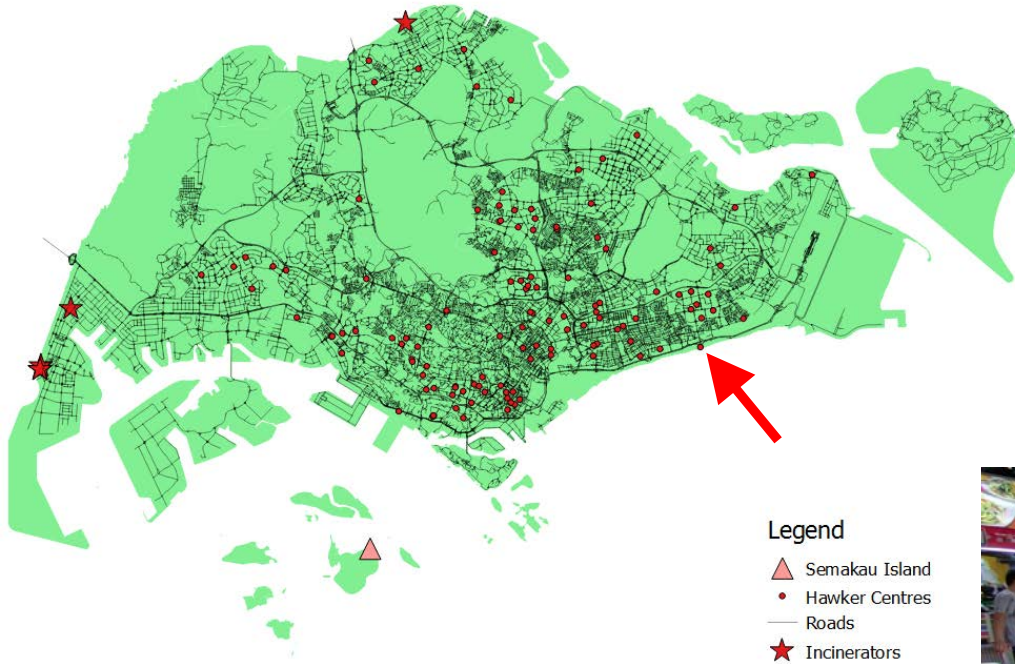 Legend
Semakau Island
Hawker Centres
Roads
Incinerators